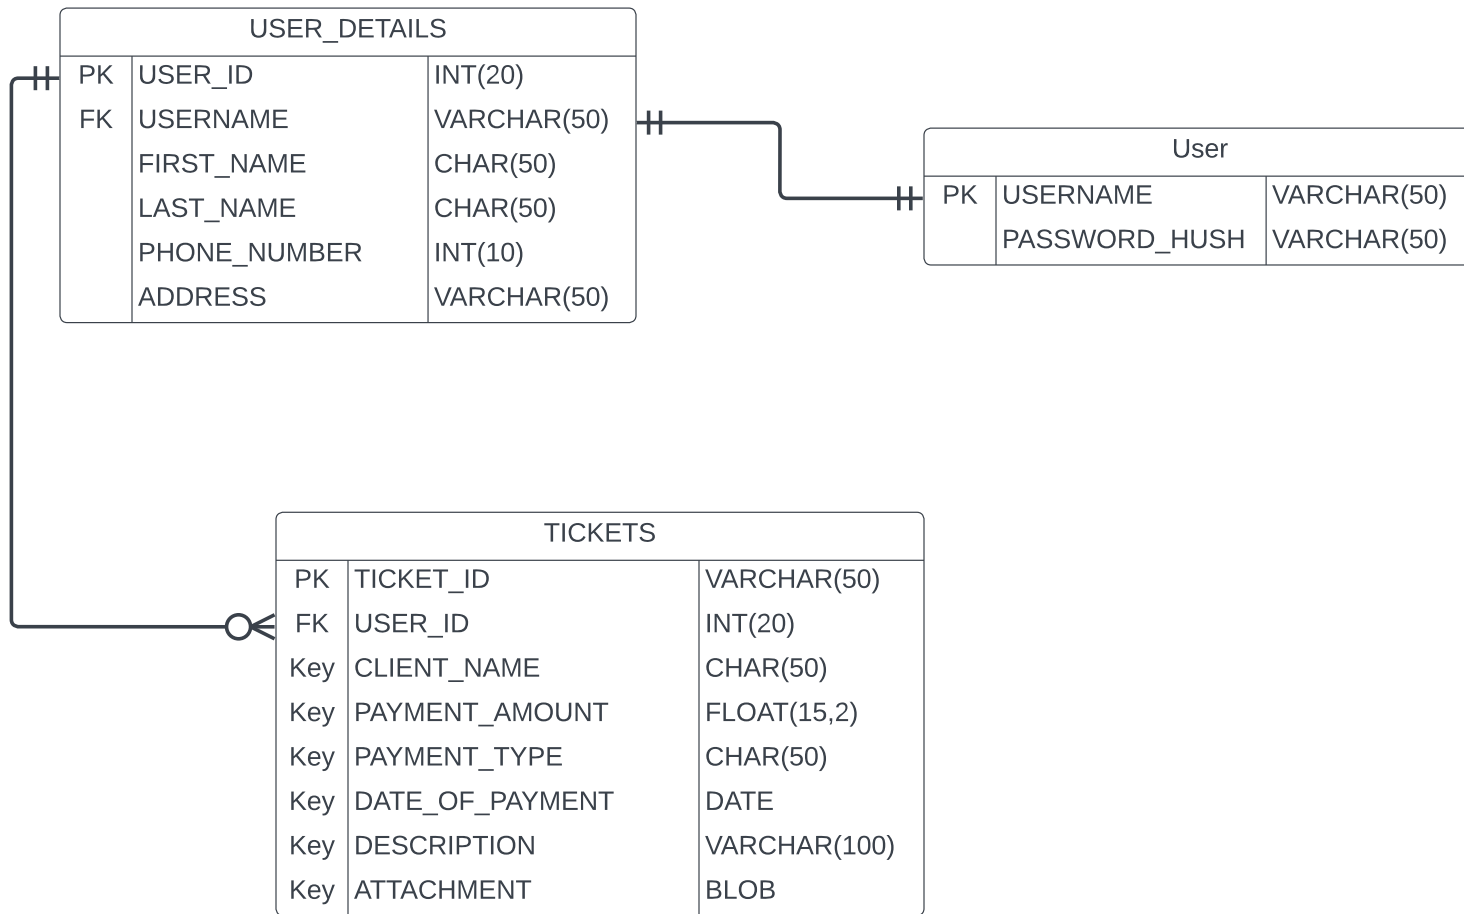 USER_DETAILS
PK USER_ID INT(20)
FK USERNAME VARCHAR(50)
FIRST_NAME CHAR(50)
LAST_NAME CHAR(50)
PHONE_NUMBER INT(10)
ADDRESS VARCHAR(50)
User
PK USERNAME VARCHAR(50)
PASSWORD_HUSH VARCHAR(50)
TICKETS
PK TICKET_ID VARCHAR(50)
FK USER_ID INT(20)
Key CLIENT_NAME CHAR(50)
Key PAYMENT_AMOUNT FLOAT(15,2)
Key PAYMENT_TYPE CHAR(50)
Key DATE_OF_PAYMENT DATE
Key DESCRIPTION VARCHAR(100)
Key ATTACHMENT BLOB